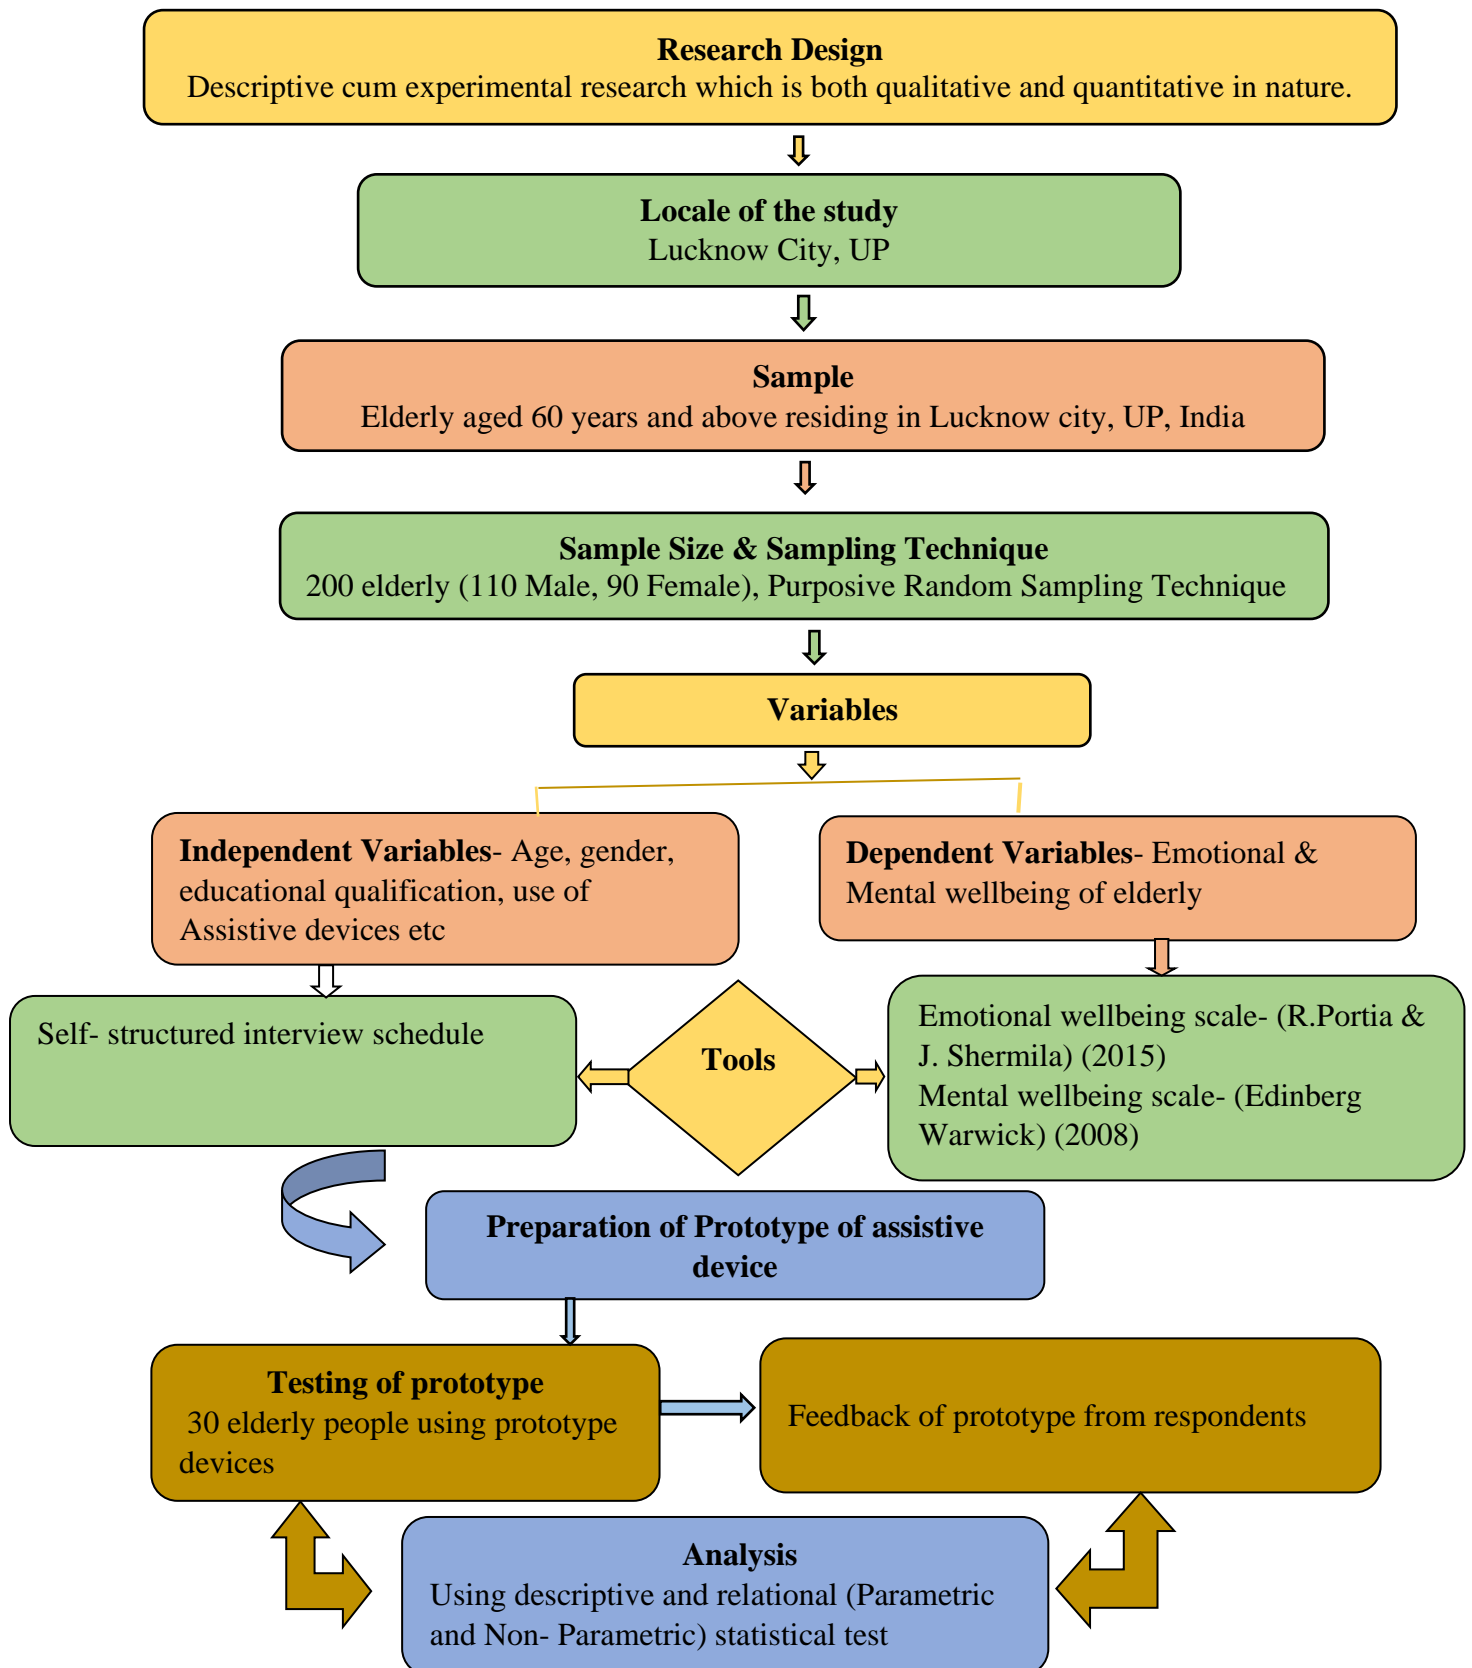 Research Design
Descriptive cum experimental research which is both qualitative and quantitative in nature.
Locale of the study
Lucknow City, UP
Sample
Elderly aged 60 years and above residing in Lucknow city, UP, India
Sample Size & Sampling Technique
200 elderly (110 Male, 90 Female), Purposive Random Sampling Technique
Variables
Independent Variables- Age, gender,
educational qualification, use of
Assistive devices etc
Dependent Variables- Emotional &
Mental wellbeing of elderly
Self- structured interview schedule
Tools
Emotional wellbeing scale- (R.Portia &
J. Shermila) (2015)
Mental wellbeing scale- (Edinberg
Warwick) (2008)
Preparation of Prototype of assistive
device
Testing of prototype
30 elderly people using prototype
devices
Feedback of prototype from respondents
Analysis
Using descriptive and relational (Parametric
and Non- Parametric) statistical test